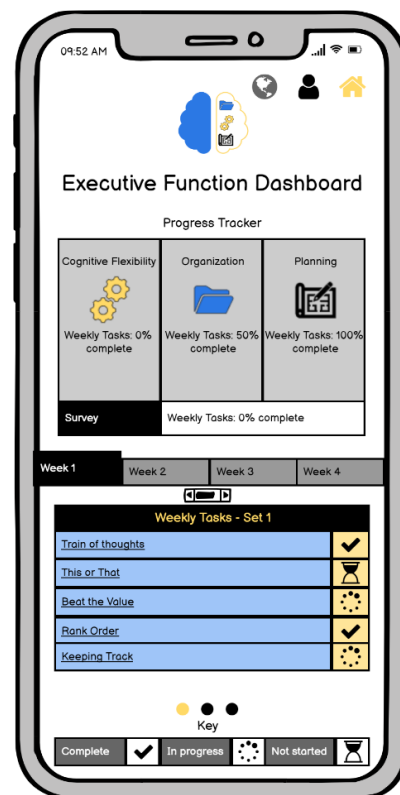 09:52 AM
Executive Function Dashboard
Progress Tracker
Cognitive Flexibility
Weekly Tasks: 0%
complete
Organization
Weekly Tasks: 50%
complete
Planning
Weekly Tasks: 100%
complete
Survey
Weekly Tasks: 0% complete
Week 1
Week 2
Week 3
Week 4
Weekly Tasks - Set 1
Train of thoughts
This or That
Beat the Value
Rank Order
Keeping Track
Key
Complete
In progress
Not started